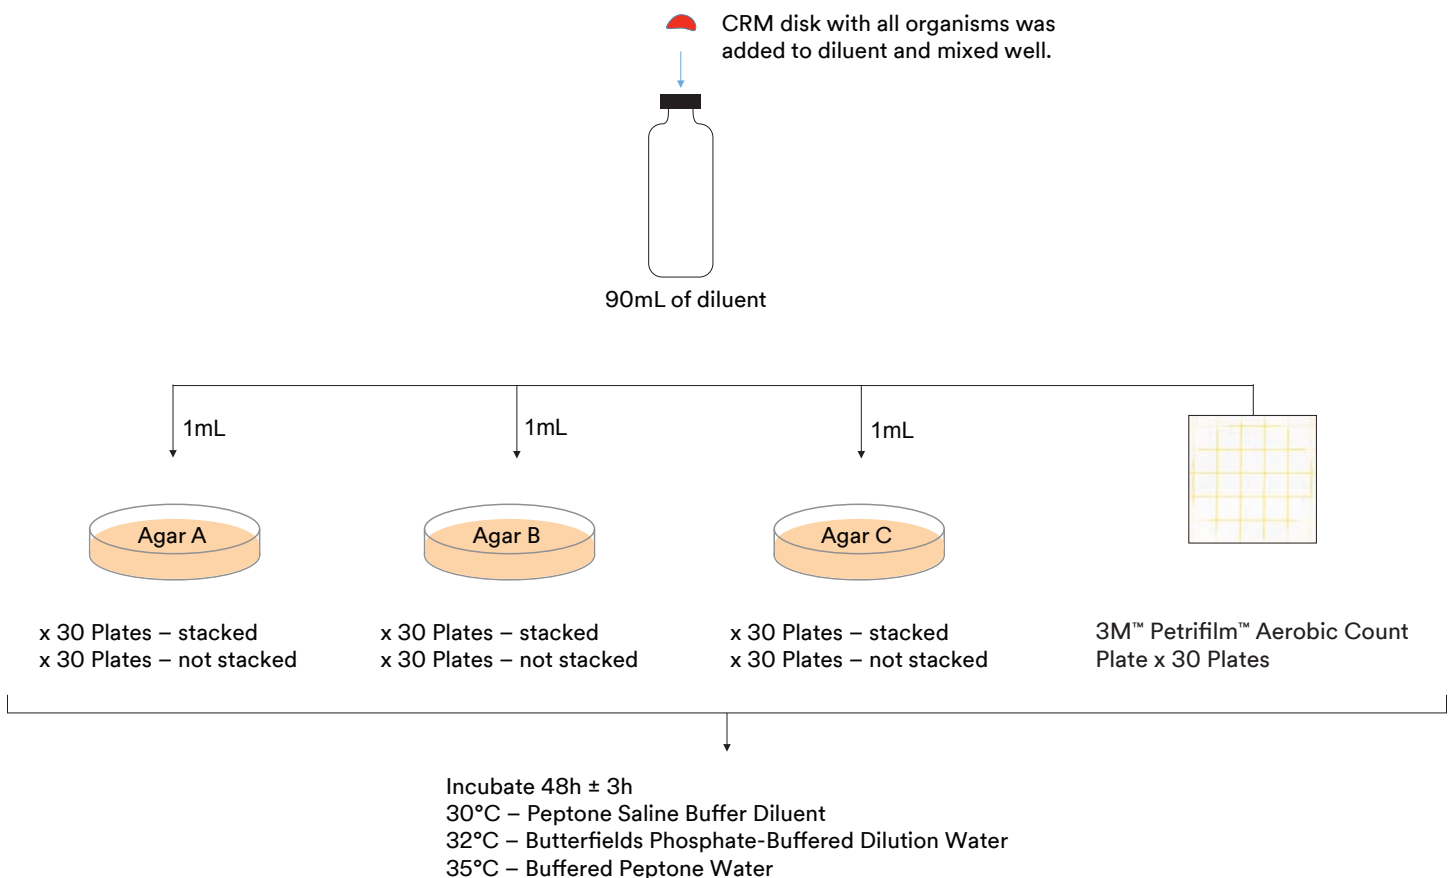 CRM disk with all organisms was
added to diluent and mixed well.
90mL of diluent
1mL
1mL
1mL
Agar A
Agar B
Agar C
x 30 Plates – stacked
x 30 Plates – not stacked
x 30 Plates – stacked
x 30 Plates – not stacked
x 30 Plates – stacked
x 30 Plates – not stacked
3M™ Petrifilm™ Aerobic Count
Plate x 30 Plates
Incubate 48h ± 3h
30°C – Peptone Saline Buffer Diluent
32°C – Butterfields Phosphate-Buffered Dilution Water
35°C – Buffered Peptone Water